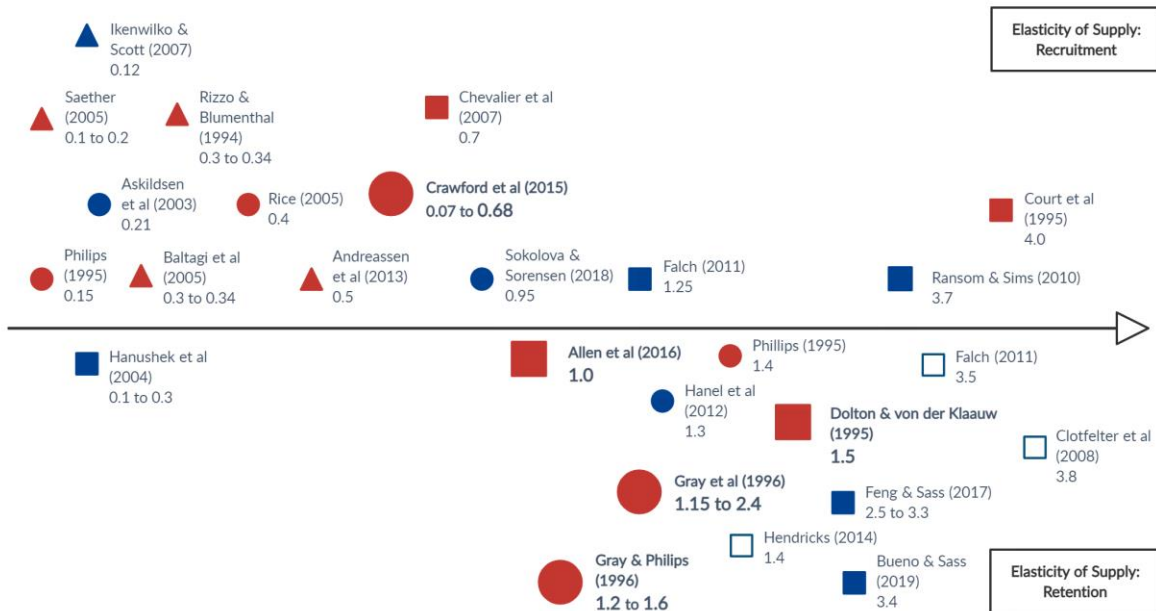 Ikenwilko &
Scott (2007)
0.12
Elasticity of Supply:
Recruitment
Saether
(2005)
0.1 to 0.2
Rizzo &
Blumenthal
(1994)
0.3 to 0.34
Chevalier et al
(2007)
0.7
Askildsen
et al (2003)
0.21
Rice (2005)
0.4
Crawford et al (2015)
0.07 to 0.68
Court et al
(1995)
4.0
Philips
(1995)
0.15
Baltagi et al
(2005)
0.3 to 0.34
Andreassen
et al (2013)
0.5
Sokolova &
Sorensen (2018)
0.95
Falch (2011)
1.25
Ransom & Sims (2010)
3.7
Hanushek et al
(2004)
0.1 to 0.3
Allen et al (2016)
1.0
Phillips (1995)
1.4
Falch (2011)
3.5
Hanel et al
(2012)
1.3
Dolton & von der Klaauw
(1995)
1.5
Clotfelter et al
(2008)
3.8
Gray et al (1996)
1.15 to 2.4
Feng & Sass (2017)
2.5 to 3.3
Hendricks (2014)
1.4
Gray & Philips
(1996)
1.2 to 1.6
Bueno & Sass
(2019)
3.4
Elasticity of Supply:
Retention